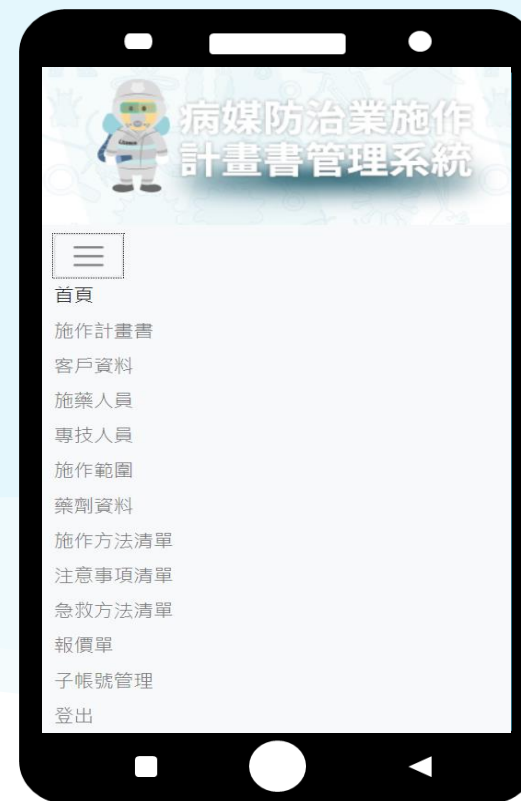 病媒防治業施作
計畫書管理系統
首頁
施作計畫書
客戶資料
施藥人員
專技人員
施作範圍
藥劑資料
施作方法清單
注意事項清單
急救方法清單
報價單
子帳號管理
登出